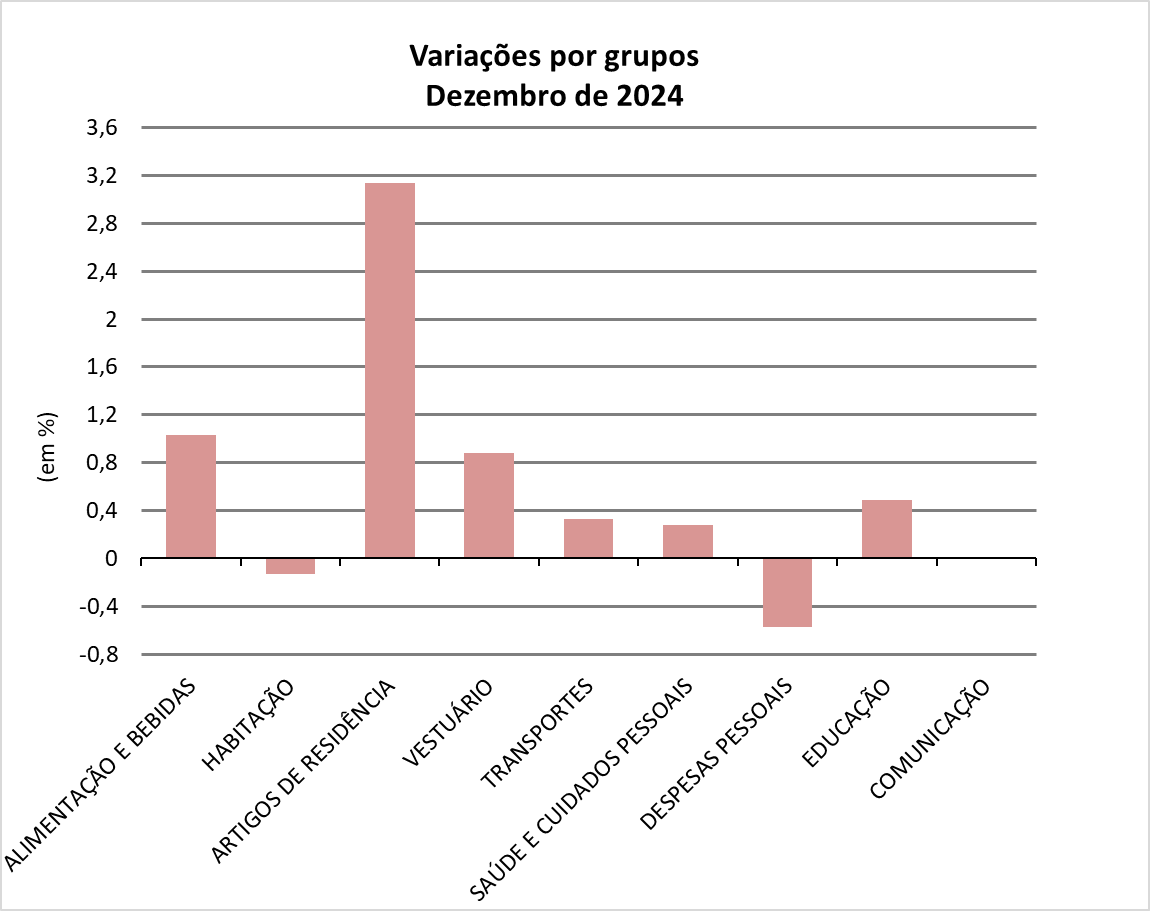 Variações por grupos
Dezembro de 2024
3,6
3,2
2,8
2,4
2
1,6
1,2
0,8
0,4
0
-0,4
-0,8
(em %)
ALIMENTAÇÃO E BEBIDAS
HABITAÇÃO
ARTIGOS DE RESIDÊNCIA
VESTUÁRIO
TRANSPORTES
SAÚDE E CUIDADOS PESSOAIS
DESPESAS PESSOAIS
EDUCAÇÃO
COMUNICAÇÃO